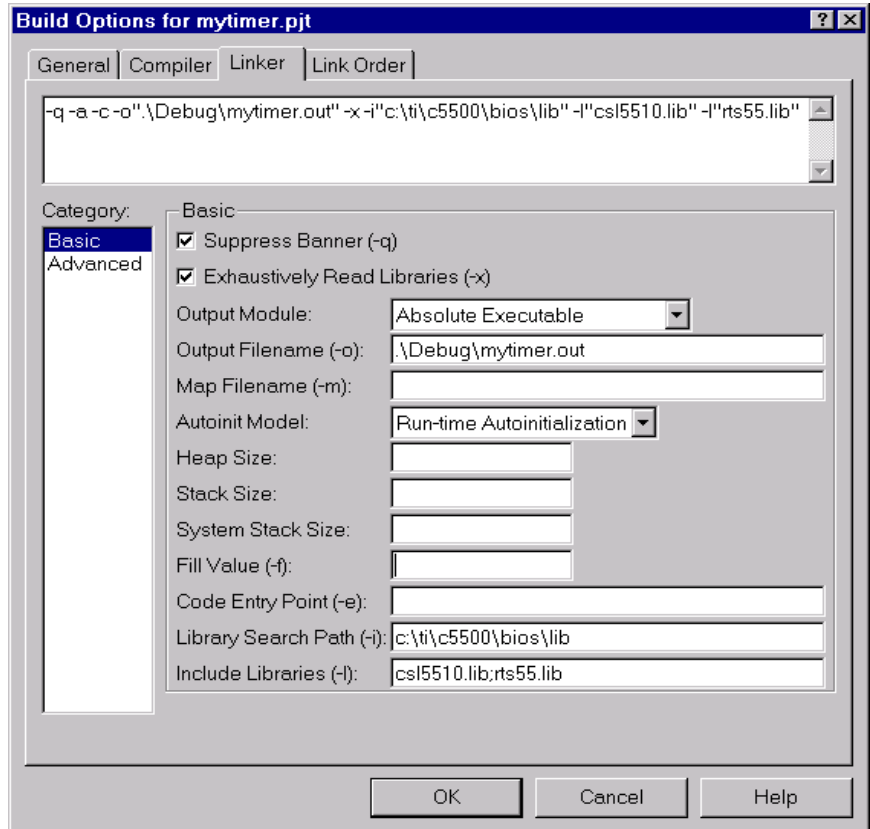 Build Options for mytimer.pjt
General Compiler Linker Link Order
-q -a -c -o".\Debug\mytimer.out" -x -i"c:\ti\c5500\bios\lib" -l"csl5510.lib" -l"rts55.lib"
Category:
Basic
Advanced
Basic
Suppress Banner (-q)
Exhaustively Read Libraries (-x)
Output Module: Absolute Executable
Output Filename (-o): .\Debug\mytimer.out
Map Filename (-m):
Autoinit Model: Run-time Autoinitialization
Heap Size:
Stack Size:
System Stack Size:
Fill Value (-f):
Code Entry Point (-e):
Library Search Path (-i): c:\ti\c5500\bios\lib
Include Libraries (-l): csl5510.lib;rts55.lib
OK Cancel Help